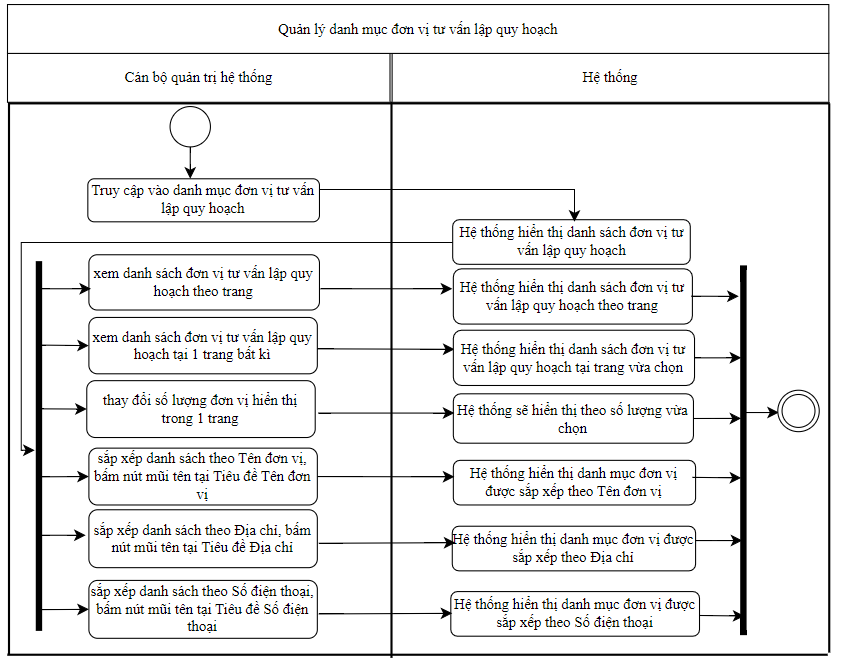 Quản lý danh mục đơn vị tư vấn lập quy hoạch
Cán bộ quản trị hệ thống
Hệ thống
Truy cập vào danh mục đơn vị tư vấn
lập quy hoạch
Hệ thống hiển thị danh sách đơn vị tư
vấn lập quy hoạch
xem danh sách đơn vị tư vấn lập quy
hoạch theo trang
Hệ thống hiển thị danh sách đơn vị tư
vấn lập quy hoạch theo trang
xem danh sách đơn vị tư vấn lập quy
hoạch tại 1 trang bất kì
Hệ thống hiển thị danh sách đơn vị tư
vấn lập quy hoạch tại trang vừa chọn
thay đổi số lượng đơn vị hiển thị
trong 1 trang
Hệ thống sẽ hiển thị theo số lượng vừa
chọn
sắp xếp danh sách theo Tên đơn vị,
bấm nút mũi tên tại Tiêu đề Tên đơn
vị
Hệ thống hiển thị danh mục đơn vị
được sắp xếp theo Tên đơn vị
sắp xếp danh sách theo Địa chỉ, bấm
nút mũi tên tại Tiêu đề Địa chỉ
Hệ thống hiển thị danh mục đơn vị được
sắp xếp theo Địa chỉ
sắp xếp danh sách theo Số điện thoại,
bấm nút mũi tên tại Tiêu đề Số điện
thoại
Hệ thống hiển thị danh mục đơn vị được
sắp xếp theo Số điện thoại